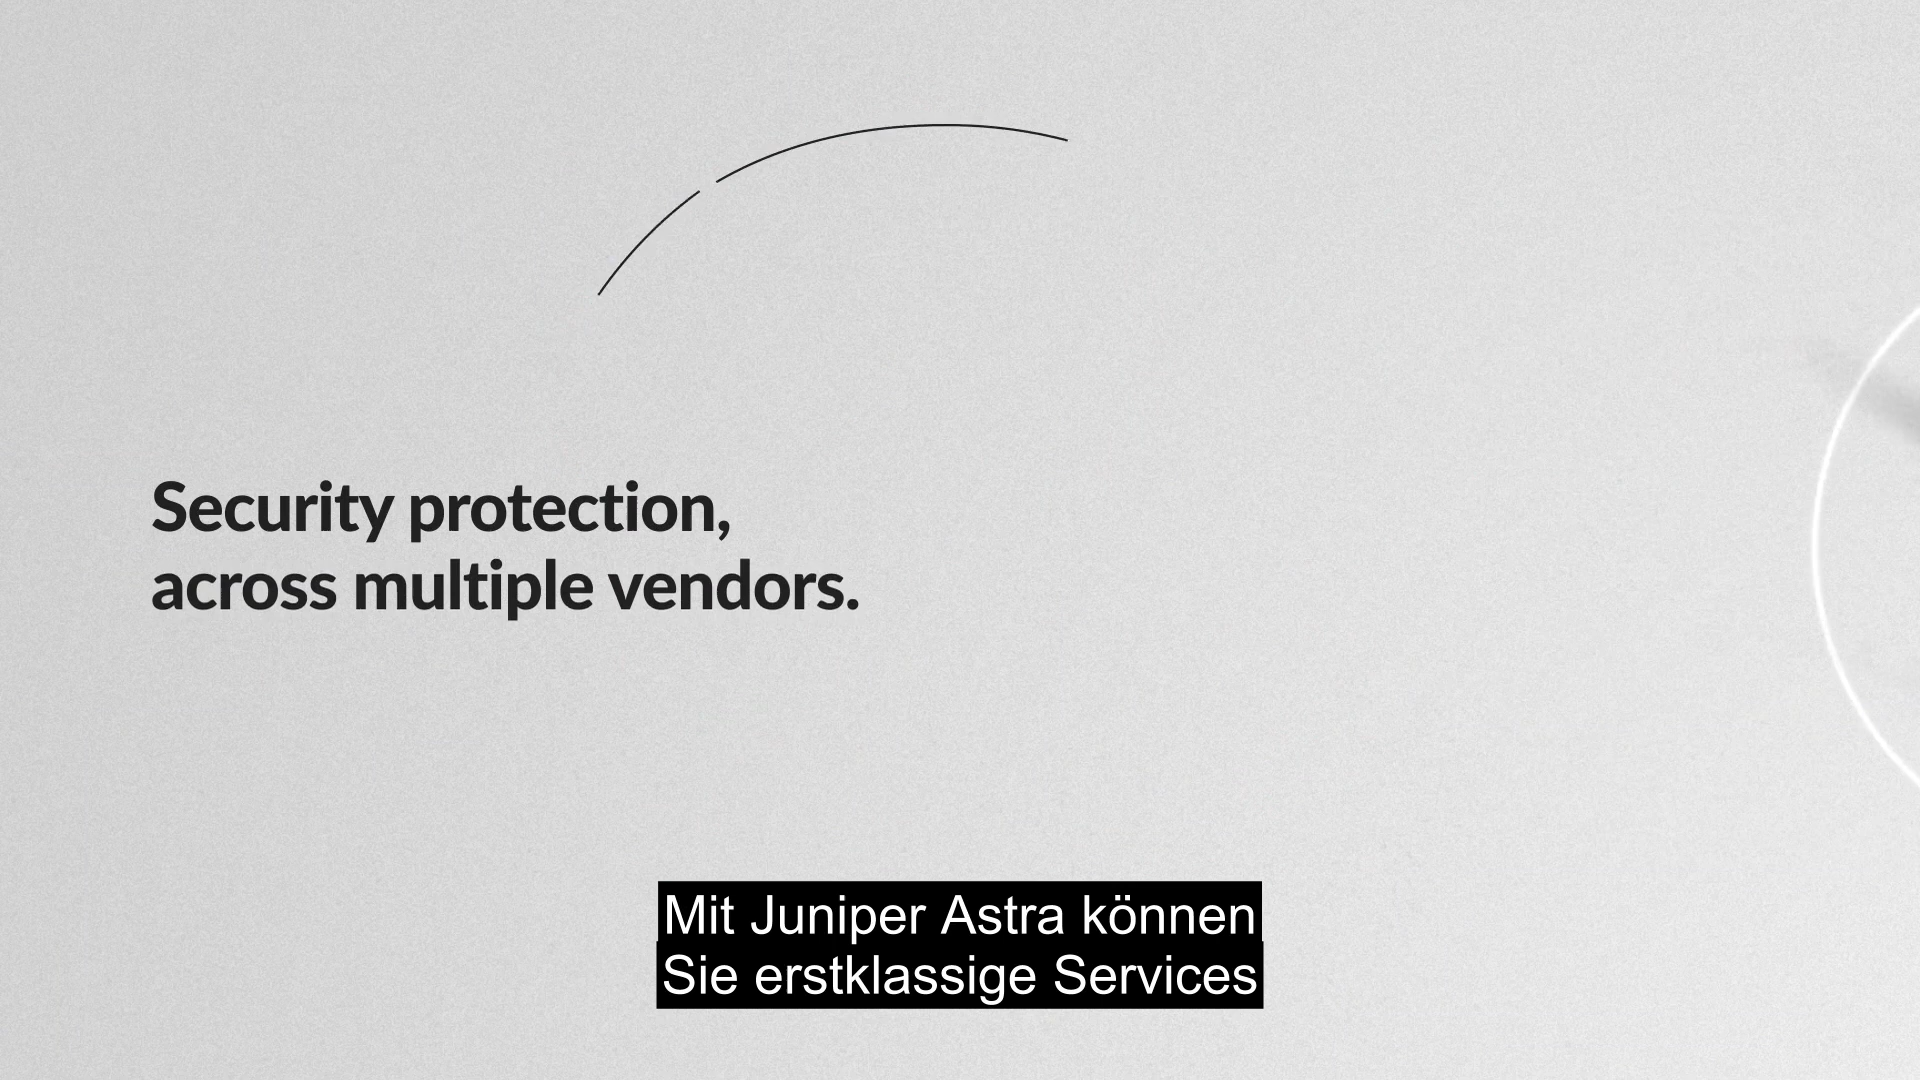 Security protection,
across multiple vendors.
Mit Juniper Astra können
Sie erstklassige Services